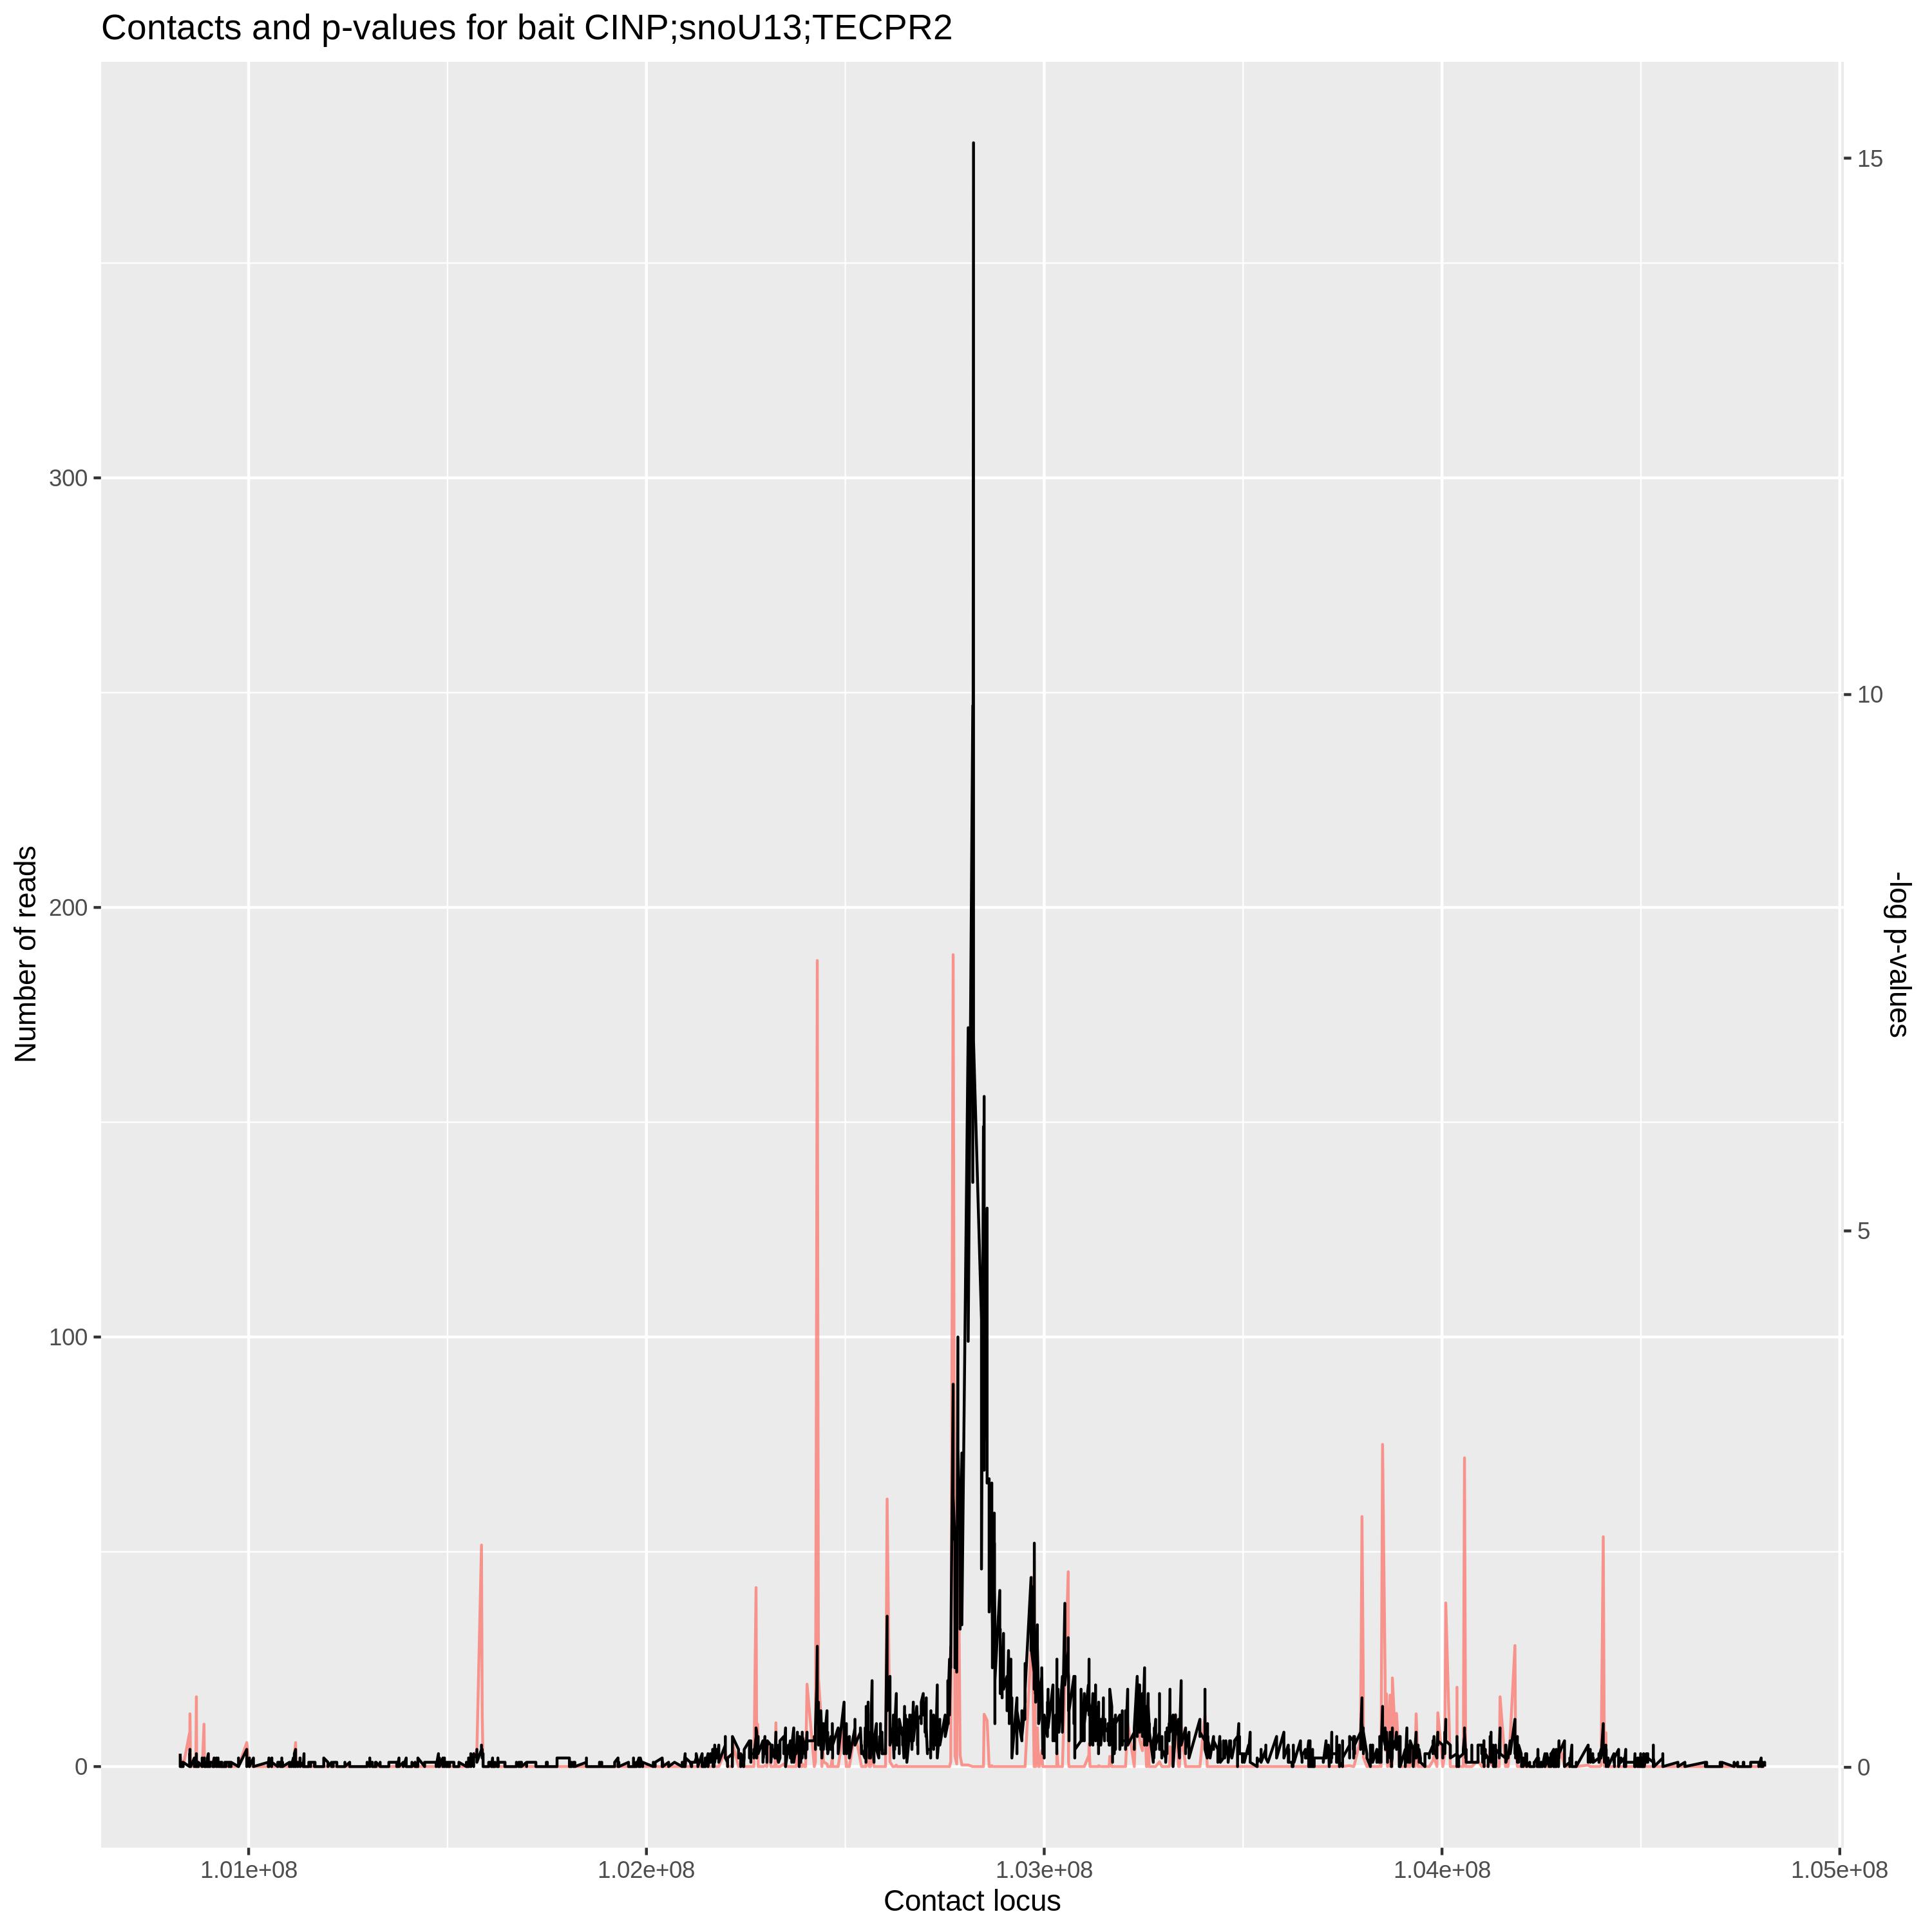 Contacts and p-values for bait CINP;snoU13;TECPR2
Number of reads
300
200
100
0
15
10
5
0
-log p-values
1.01e+08 1.02e+08 1.03e+08 1.04e+08 1.05e+08
Contact locus